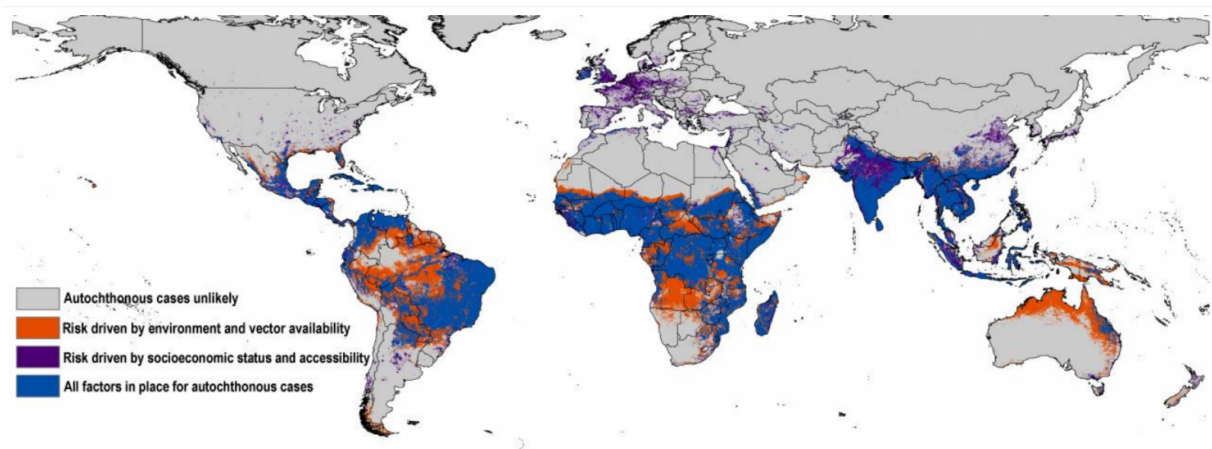 Autochthonous cases unlikely
Risk driven by environment and vector availability
Risk driven by socioeconomic status and accessibility
All factors in place for autochthonous cases